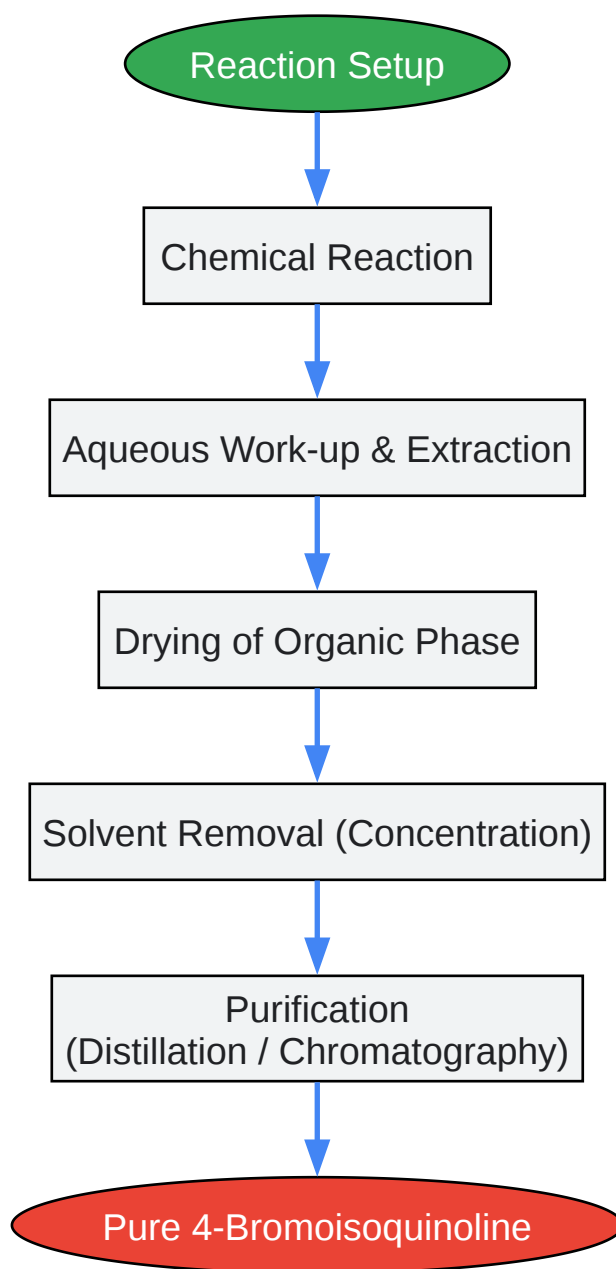 Reaction Setup
Chemical Reaction
Aqueous Work-up & Extraction
Drying of Organic Phase
Solvent Removal (Concentration)
Purification
(Distillation / Chromatography)
Pure 4-Bromoisoquinoline